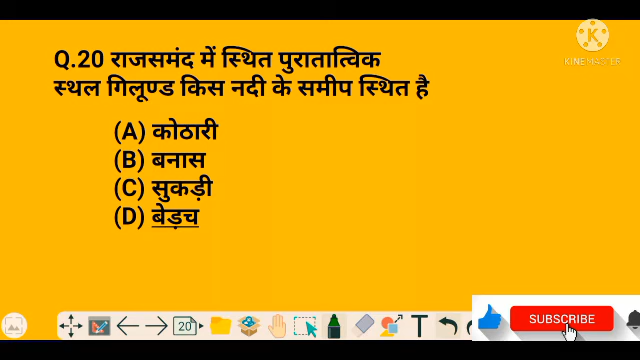 KINEMASTER
Q.20 राजसमंद में स्थित पुरातात्विक
स्थल गिलूण्ड किस नदी के समीप स्थित है
(A) कोठारी
(B) बनास
(C) सुकड़ी
(D) बेड़च
20
SUBSCRIBE